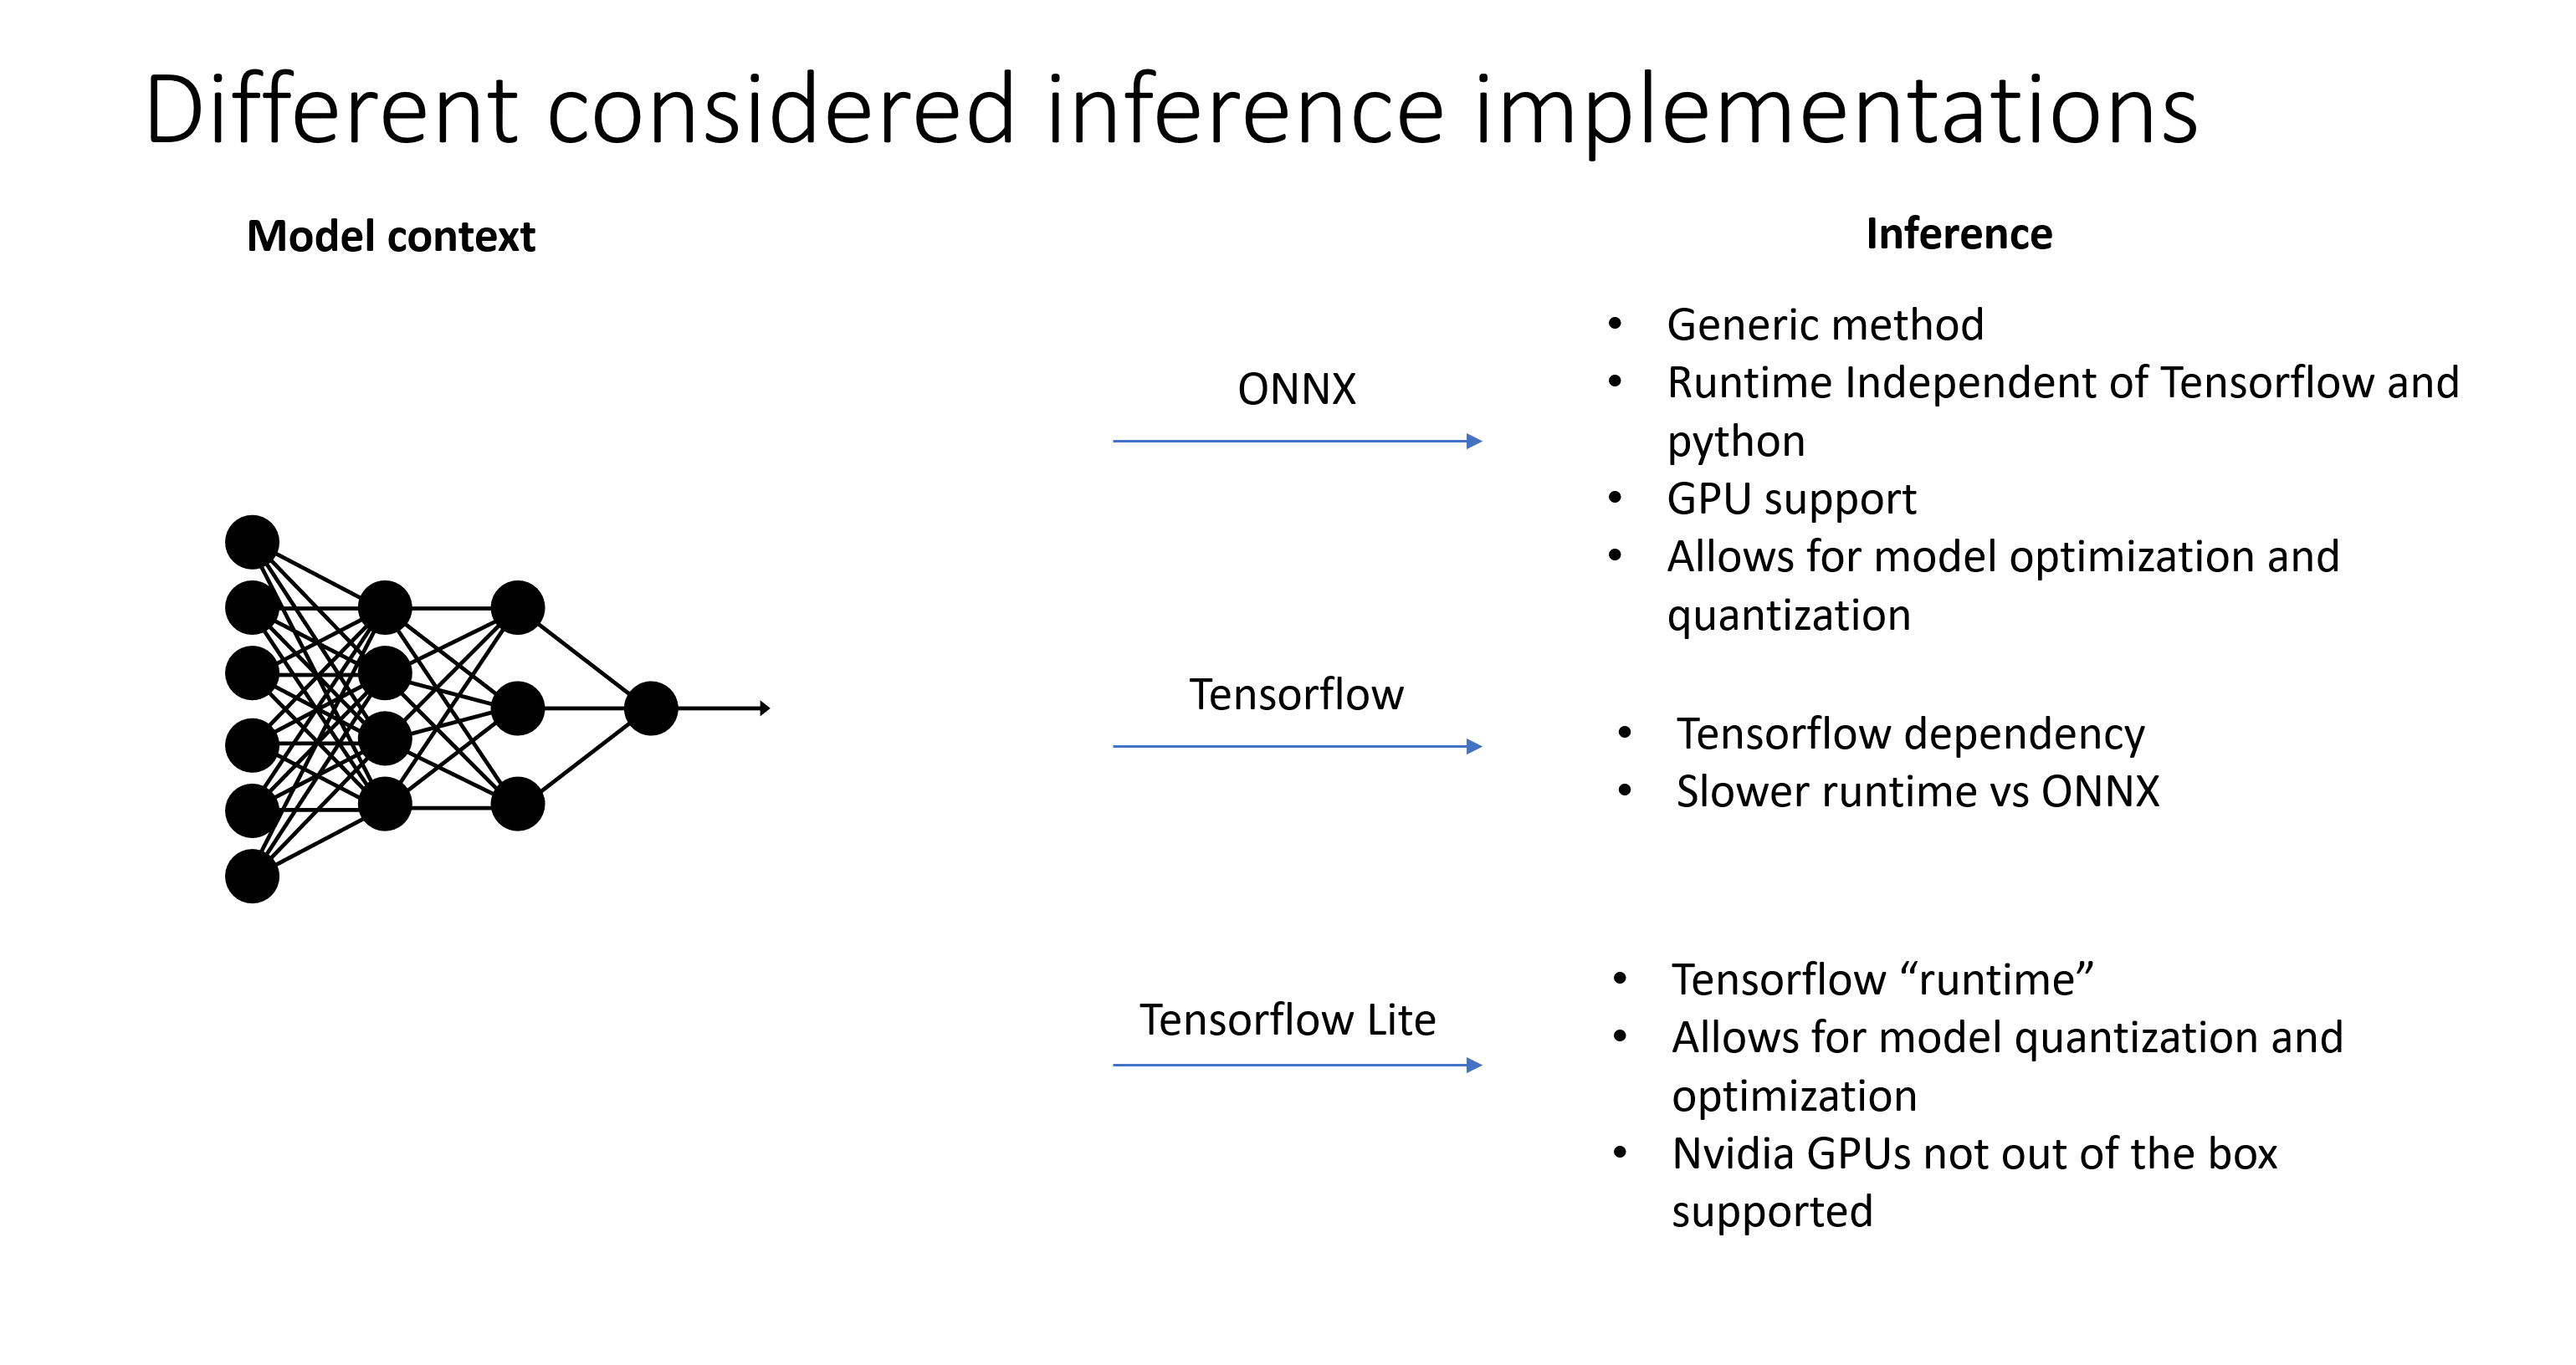 Different considered inference implementations
Model context
Inference
ONNX
• Generic method
• Runtime Independent of Tensorflow and
python
• GPU support
• Allows for model optimization and
quantization
Tensorflow
• Tensorflow dependency
• Slower runtime vs ONNX
Tensorflow Lite
• Tensorflow “runtime”
• Allows for model quantization and
optimization
• Nvidia GPUs not out of the box
supported